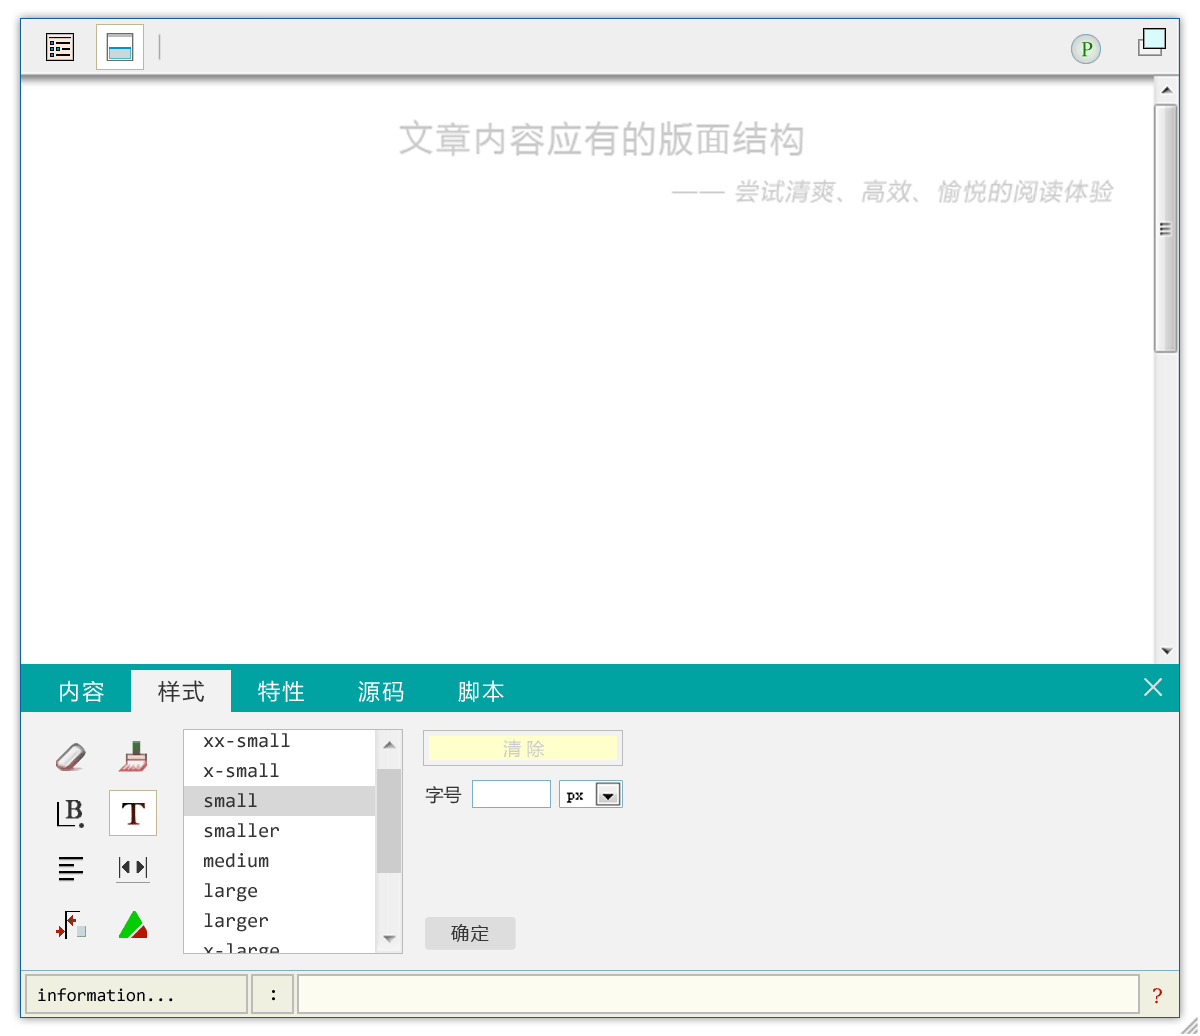 P
文章内容应有的版面结构
—— 尝试清爽、高效、愉悦的阅读体验
内容 样式 特性 源码 脚本
xx-small
x-small
small
smaller
medium
large
larger
x-large
清 除
字号 px
确定
B
T
information... : ?